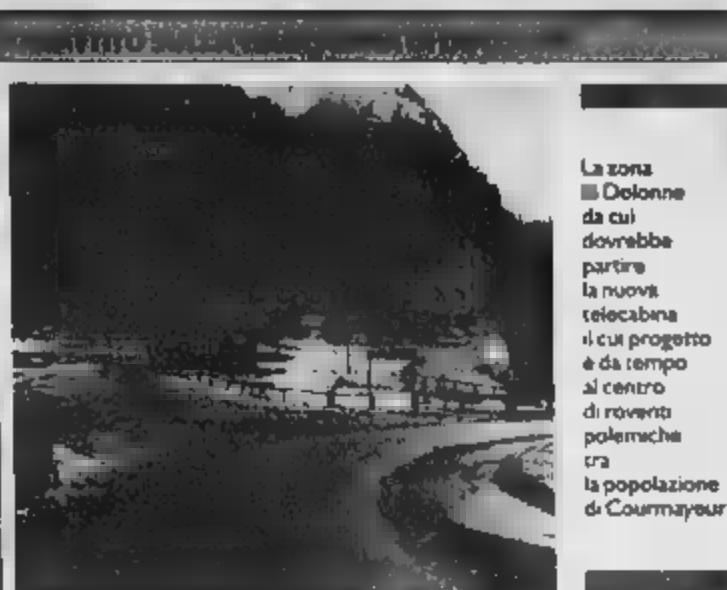 La zona
Dolonne
da cui
dovrebbe
partire
la nuova
telecabina
il cui progetto
è da tempo
al centro
di roventi
polemiche
tra
la popolazione
di Courmayeur